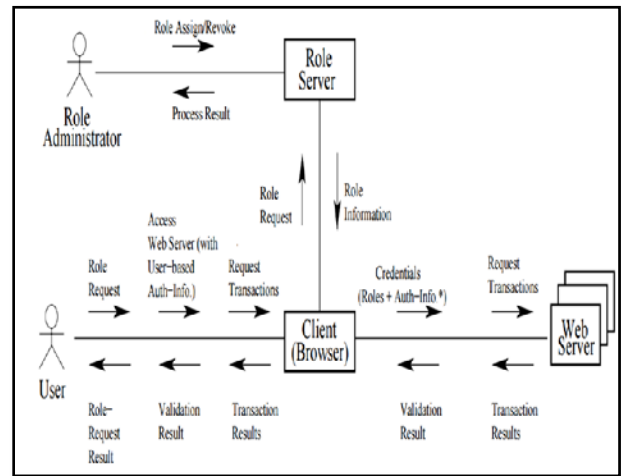 Role Assign/Revoke
Role
Server
Process Result
Role
Administrator
Role
Request
Role
Information
Access
Web Server (with
User-based
Auth-Info.)
Role
Request
Request
Transactions
Credentials
(Roles + Auth-Info *)
Request
Transactions
Client
(Browser)
Web
Server
User
Role-
Request
Result
Validation
Result
Transaction
Results
Validation
Result
Transaction
Results